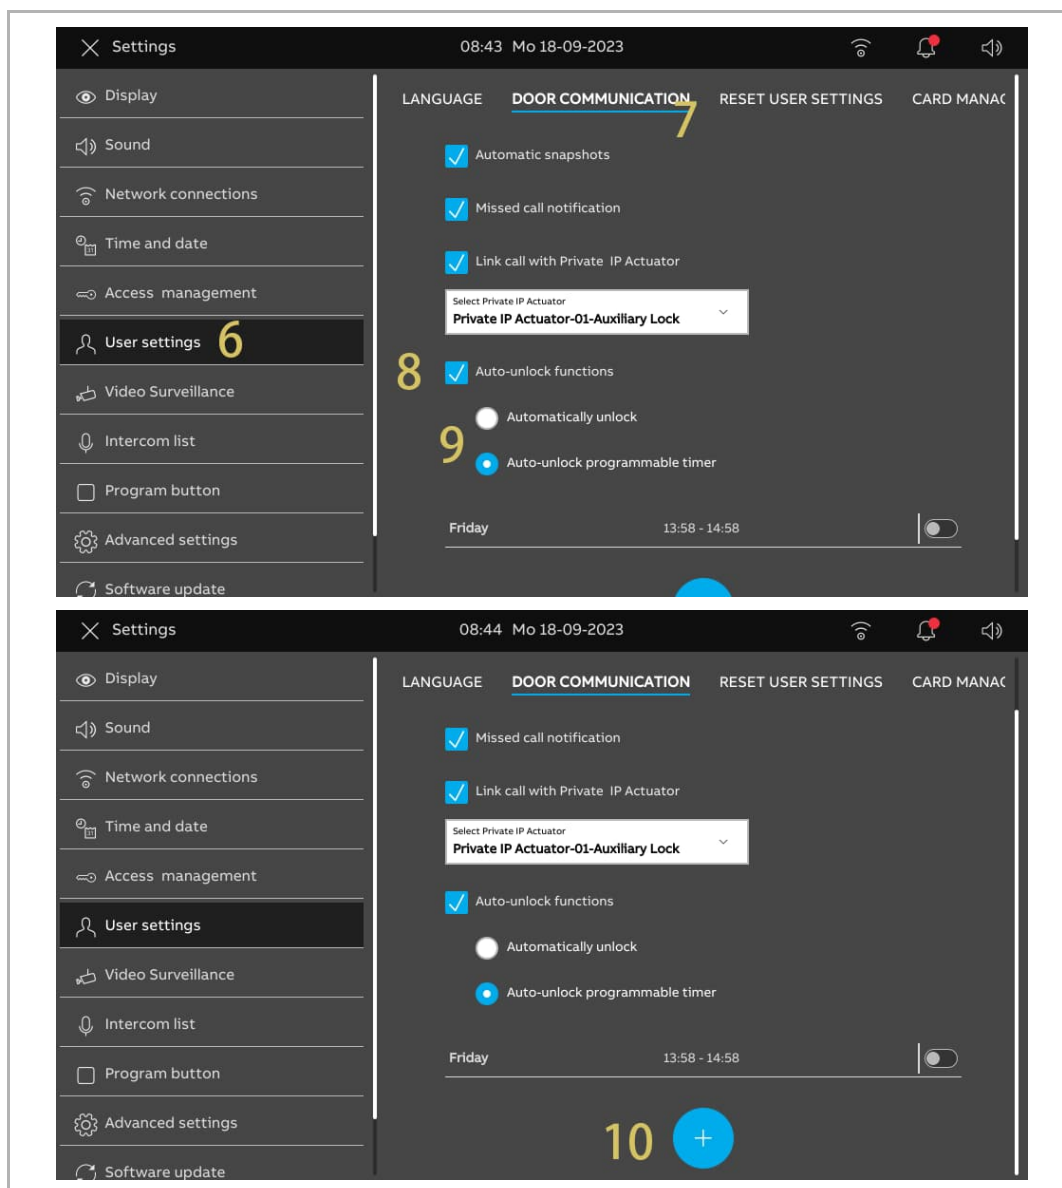 Settings 08:43 Mo 18-09-2023
Display
Sound
Network connections
Time and date
31
Access management
User settings 6
Video Surveillance
Intercom list
Program button
Advanced settings
Software update
LANGUAGE DOOR COMMUNICATION RESET USER SETTINGS CARD MANAC
7
Automatic snapshots
Missed call notification
Link call with Private IP Actuator
Select Private IP Actuator
Private IP Actuator-01-Auxiliary Lock
8 Auto-unlock functions
Automatically unlock
9
Auto-unlock programmable timer
Friday 13:58 - 14:58
Settings 08:44 Mo 18-09-2023
Display
Sound
Network connections
Time and date
31
Access management
User settings
Video Surveillance
Intercom list
Program button
Advanced settings
Software update
LANGUAGE DOOR COMMUNICATION RESET USER SETTINGS CARD MANAC
Missed call notification
Link call with Private IP Actuator
Select Private IP Actuator
Private IP Actuator-01-Auxiliary Lock
Auto-unlock functions
Automatically unlock
Auto-unlock programmable timer
Friday 13:58 - 14:58
10 +